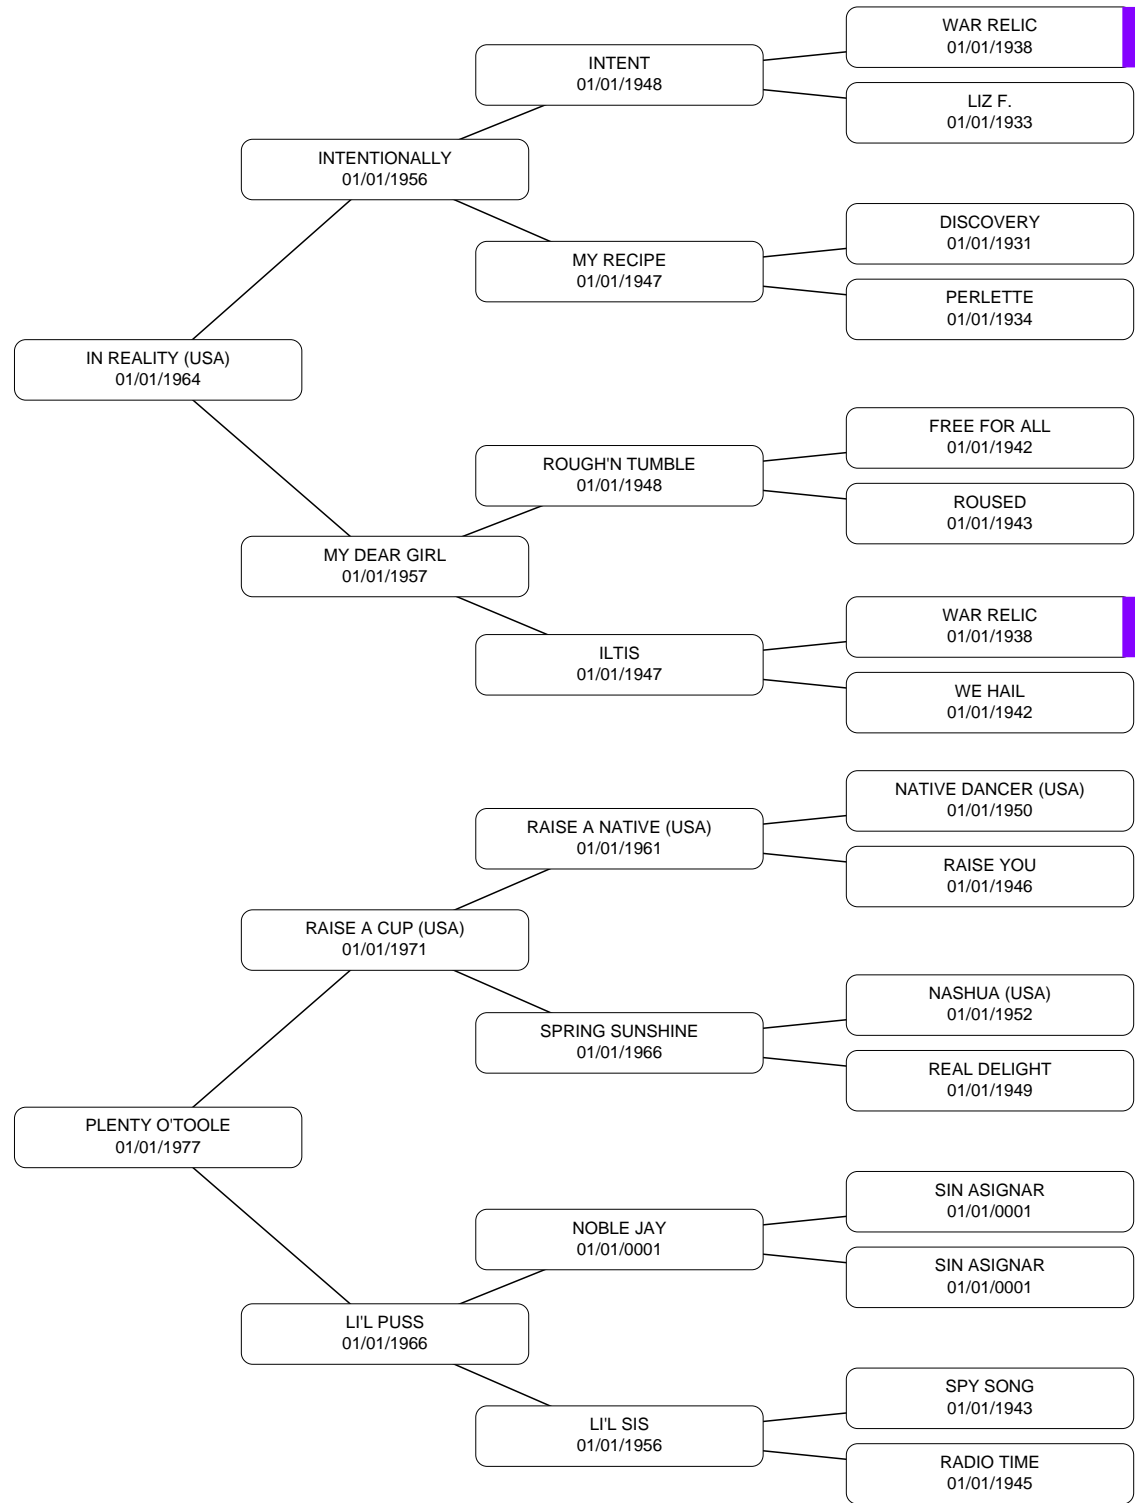 WAR RELIC
01/01/1938
INTENT
01/01/1948
LIZ F.
01/01/1933
INTENTIONALLY
01/01/1956
DISCOVERY
01/01/1931
MY RECIPE
01/01/1947
PERLETTE
01/01/1934
IN REALITY (USA)
01/01/1964
FREE FOR ALL
01/01/1942
ROUGH'N TUMBLE
01/01/1948
ROUSED
01/01/1943
MY DEAR GIRL
01/01/1957
WAR RELIC
01/01/1938
ILTIS
01/01/1947
WE HAIL
01/01/1942
NATIVE DANCER (USA)
01/01/1950
RAISE A NATIVE (USA)
01/01/1961
RAISE YOU
01/01/1946
RAISE A CUP (USA)
01/01/1971
NASHUA (USA)
01/01/1952
SPRING SUNSHINE
01/01/1966
REAL DELIGHT
01/01/1949
PLENTY O'TOOLE
01/01/1977
SIN ASIGNAR
01/01/0001
NOBLE JAY
01/01/0001
SIN ASIGNAR
01/01/0001
LI'L PUSS
01/01/1966
SPY SONG
01/01/1943
LI'L SIS
01/01/1956
RADIO TIME
01/01/1945